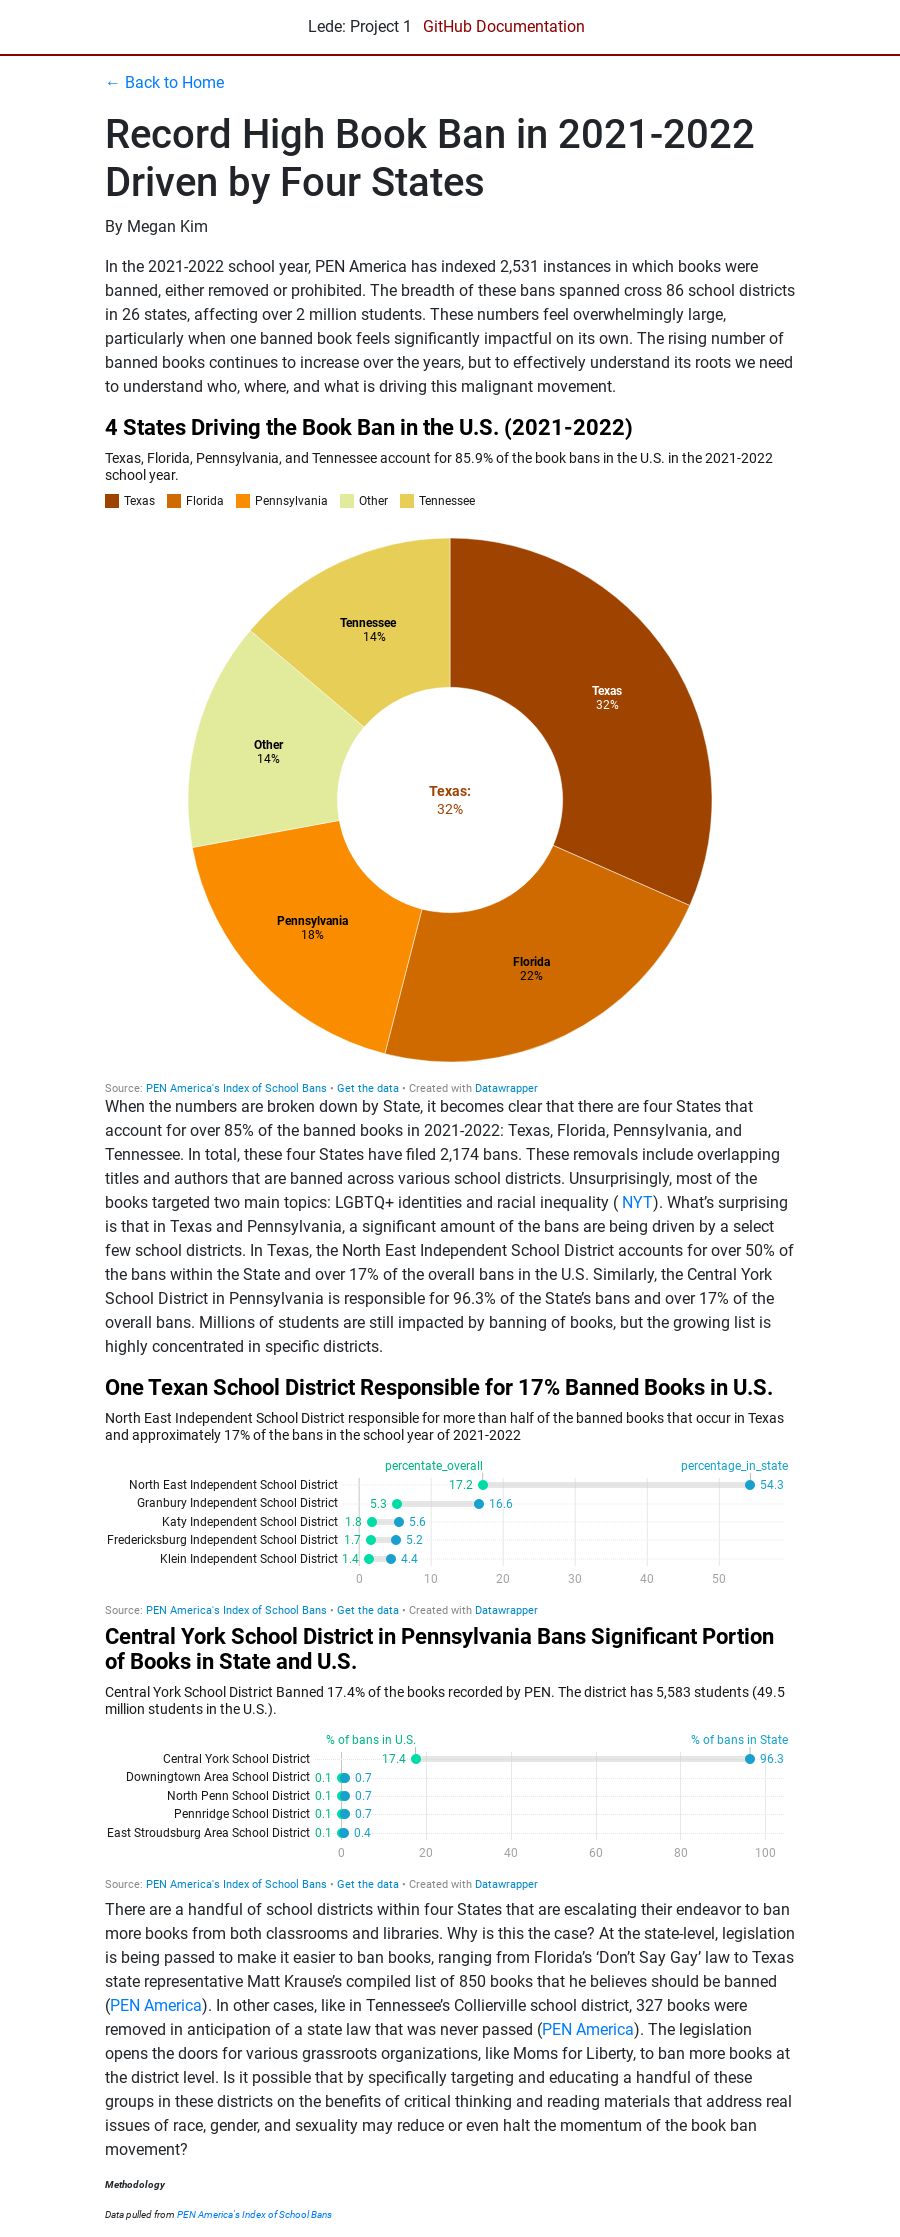 Lede: Project 1 GitHub Documentation
← Back to Home
Record High Book Ban in 2021-2022
Driven by Four States
By Megan Kim
In the 2021-2022 school year, PEN America has indexed 2,531 instances in which books were
banned, either removed or prohibited. The breadth of these bans spanned cross 86 school districts
in 26 states, affecting over 2 million students. These numbers feel overwhelmingly large,
particularly when one banned book feels significantly impactful on its own. The rising number of
banned books continues to increase over the years, but to effectively understand its roots we need
to understand who, where, and what is driving this malignant movement.
4 States Driving the Book Ban in the U.S. (2021-2022)
Texas, Florida, Pennsylvania, and Tennessee account for 85.9% of the book bans in the U.S. in the 2021-2022
school year.
Texas Florida Pennsylvania Other Tennessee
Tennessee
14%
Texas
32%
Other
14%
Texas:
32%
Pennsylvania
18%
Florida
22%
Source: PEN America's Index of School Bans • Get the data • Created with Datawrapper
When the numbers are broken down by State, it becomes clear that there are four States that
account for over 85% of the banned books in 2021-2022: Texas, Florida, Pennsylvania, and
Tennessee. In total, these four States have filed 2,174 bans. These removals include overlapping
titles and authors that are banned across various school districts. Unsurprisingly, most of the
books targeted two main topics: LGBTQ+ identities and racial inequality ( NYT). What's surprising
is that in Texas and Pennsylvania, a significant amount of the bans are being driven by a select
few school districts. In Texas, the North East Independent School District accounts for over 50% of
the bans within the State and over 17% of the overall bans in the U.S. Similarly, the Central York
School District in Pennsylvania is responsible for 96.3% of the State's bans and over 17% of the
overall bans. Millions of students are still impacted by banning of books, but the growing list is
highly concentrated in specific districts.
One Texan School District Responsible for 17% Banned Books in U.S.
North East Independent School District responsible for more than half of the banned books that occur in Texas
and approximately 17% of the bans in the school year of 2021-2022
percentate_overall percentage_in_state
North East Independent School District 17.2 54.3
Granbury Independent School District 5.3 16.6
Katy Independent School District 1.8 5.6
Fredericksburg Independent School District 1.7 5.2
Klein Independent School District 1.4 4.4
0 10 20 30 40 50
Source: PEN America's Index of School Bans • Get the data • Created with Datawrapper
Central York School District in Pennsylvania Bans Significant Portion
of Books in State and U.S.
Central York School District Banned 17.4% of the books recorded by PEN. The district has 5,583 students (49.5
million students in the U.S.).
% of bans in U.S. % of bans in State
Central York School District 17.4 96.3
Downingtown Area School District 0.1 0.7
North Penn School District 0.1 0.7
Pennridge School District 0.1 0.7
East Stroudsburg Area School District 0.1 0.4
0 20 40 60 80 100
Source: PEN America's Index of School Bans • Get the data • Created with Datawrapper
There are a handful of school districts within four States that are escalating their endeavor to ban
more books from both classrooms and libraries. Why is this the case? At the state-level, legislation
is being passed to make it easier to ban books, ranging from Florida's ‘Don't Say Gay’ law to Texas
state representative Matt Krause's compiled list of 850 books that he believes should be banned
(PEN America). In other cases, like in Tennessee's Collierville school district, 327 books were
removed in anticipation of a state law that was never passed (PEN America). The legislation
opens the doors for various grassroots organizations, like Moms for Liberty, to ban more books at
the district level. Is it possible that by specifically targeting and educating a handful of these
groups in these districts on the benefits of critical thinking and reading materials that address real
issues of race, gender, and sexuality may reduce or even halt the momentum of the book ban
movement?
Methodology
Data pulled from PEN America's Index of School Bans